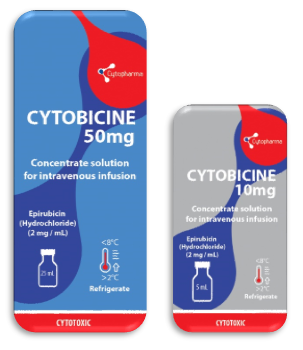 Cytopharma
CYTOBICINE
50mg
Concentrate solution
for intravenous infusion
Epirubicin
(Hydrochloride)
(2 mg / mL)
25 mL
<8°C
>2°C
Refrigerate
CYTOTOXIC
Cytopharma
CYTOBICINE
10mg
Concentrate solution
for intravenous infusion
Epirubicin
(Hydrochloride)
(2 mg / mL)
5 mL
<8°C
>2°C
Refrigerate
CYTOTOXIC